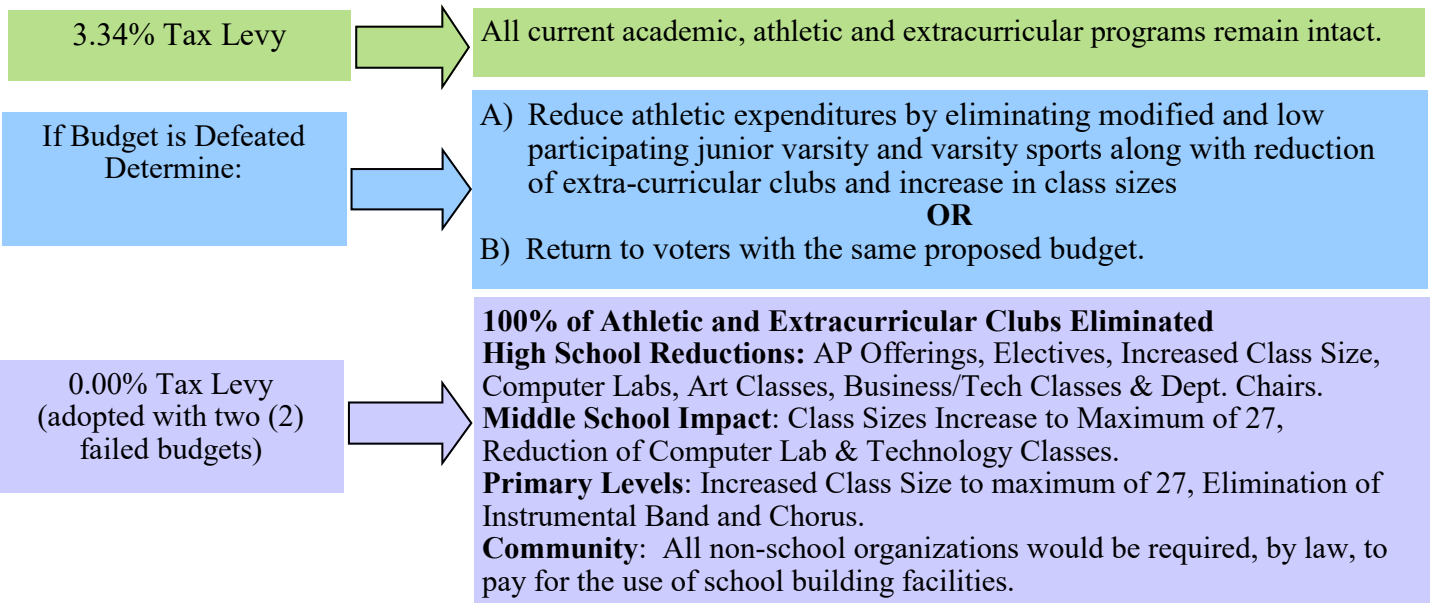 3.34% Tax Levy
All current academic, athletic and extracurricular programs remain intact.
If Budget is Defeated
Determine:
A) Reduce athletic expenditures by eliminating modified and low
participating junior varsity and varsity sports along with reduction
of extra-curricular clubs and increase in class sizes
OR
B) Return to voters with the same proposed budget.
0.00% Tax Levy
(adopted with two (2)
failed budgets)
100% of Athletic and Extracurricular Clubs Eliminated
High School Reductions: AP Offerings, Electives, Increased Class Size,
Computer Labs, Art Classes, Business/Tech Classes & Dept. Chairs.
Middle School Impact: Class Sizes Increase to Maximum of 27,
Reduction of Computer Lab & Technology Classes.
Primary Levels: Increased Class Size to maximum of 27, Elimination of
Instrumental Band and Chorus.
Community: All non-school organizations would be required, by law, to
pay for the use of school building facilities.